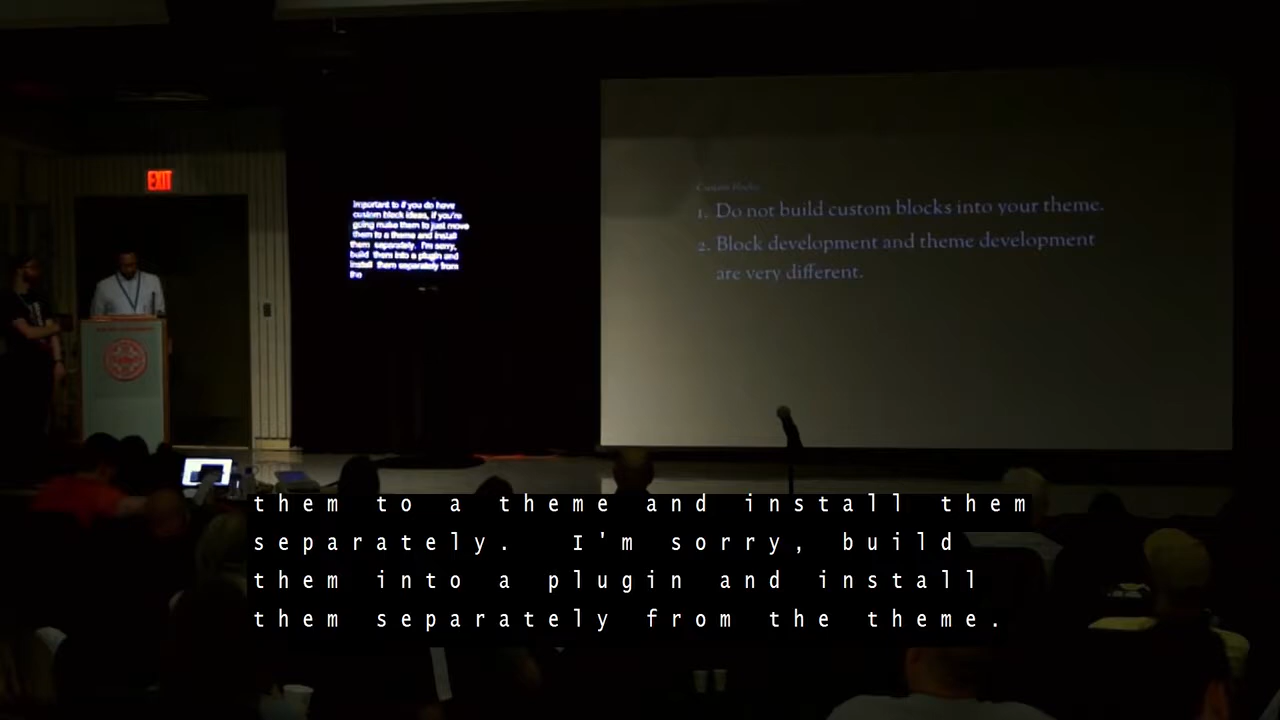 EXIT
Important to if you do have
custom block ideas, if you're
going make them to just move
them to a theme and install
them separately. I'm sorry,
build them into a plugin and
install them separately from
the
Custom Blocks
1. Do not build custom blocks into your theme.
2. Block development and theme development
are very different.
them to a theme and install them
separately. I'm sorry, build
them into a plugin and install
them separately from the theme.